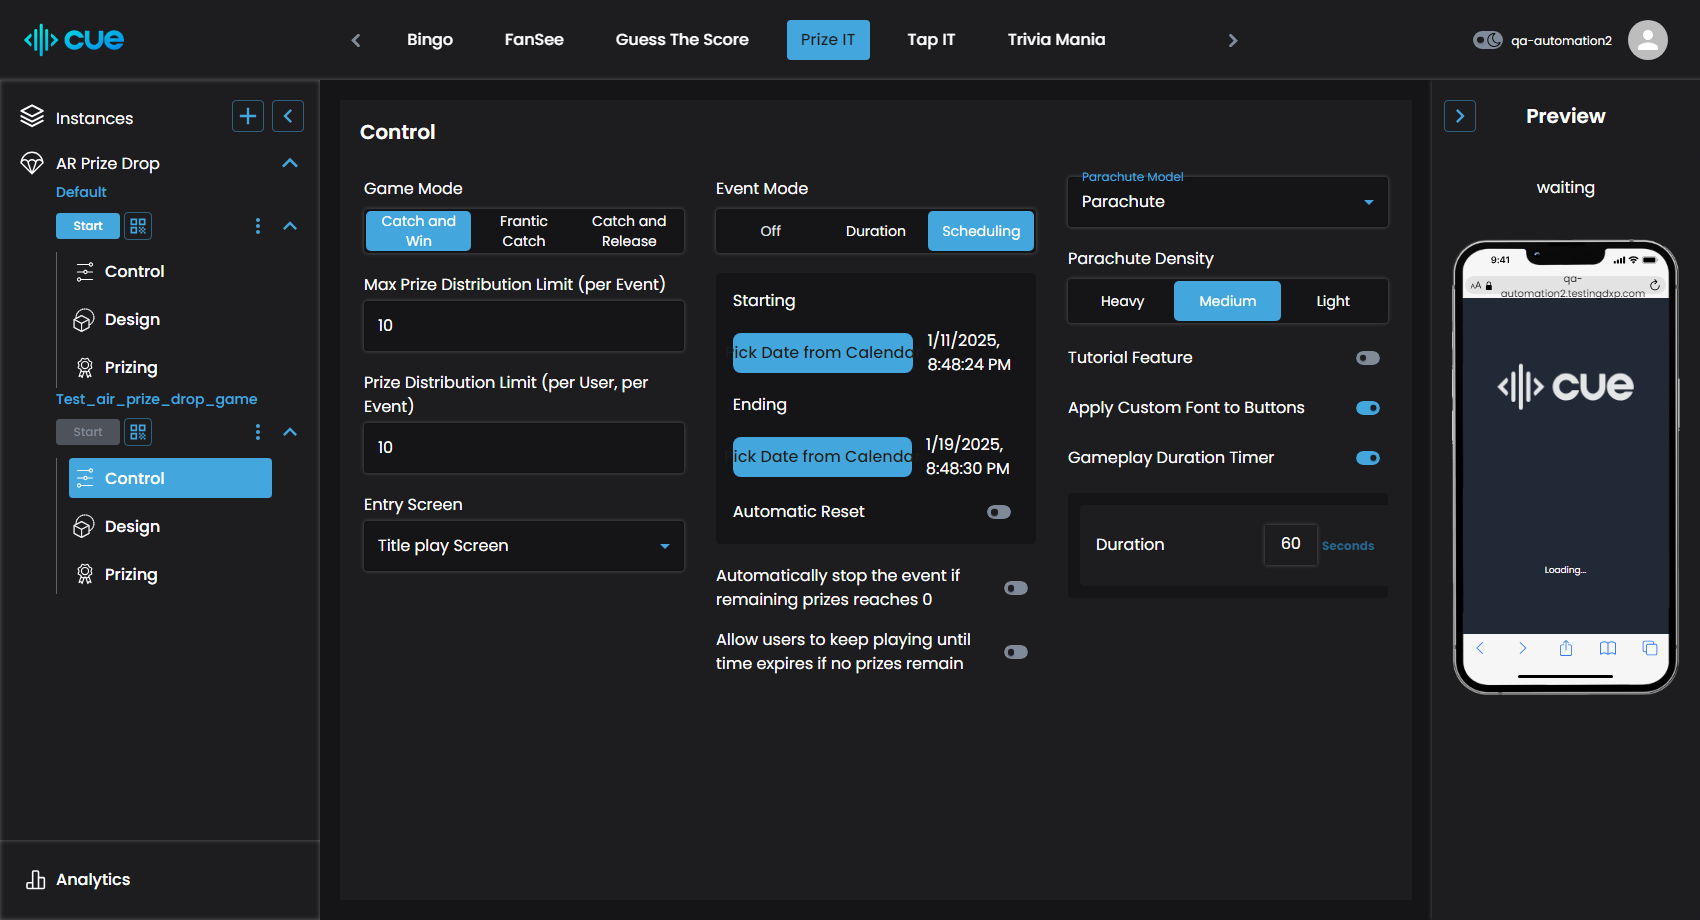 cue
Bingo
FanSee
Guess The Score
Prize IT
Tap IT
Trivia Mania
qa-automation2
Instances
AR Prize Drop
Default
Start
Control
Design
Prizing
Test_air_prize_drop_game
Start
Control
Design
Prizing
Analytics
Control
Game Mode
Catch and
Win
Frantic
Catch
Catch and
Release
Max Prize Distribution Limit (per Event)
10
Prize Distribution Limit (per User, per
Event)
10
Entry Screen
Title play Screen
Event Mode
Off
Duration
Scheduling
Starting
ick Date from Calenda
1/11/2025,
8:48:24 PM
Ending
ick Date from Calenda
1/19/2025,
8:48:30 PM
Automatic Reset
Automatically stop the event if
remaining prizes reaches 0
Allow users to keep playing until
time expires if no prizes remain
Parachute Model
Parachute
Parachute Density
Heavy
Medium
Light
Tutorial Feature
Apply Custom Font to Buttons
Gameplay Duration Timer
Duration
60
Seconds
Preview
waiting
9:41
AA
qa-
automation2.testingdxp.com
cue
Loading...